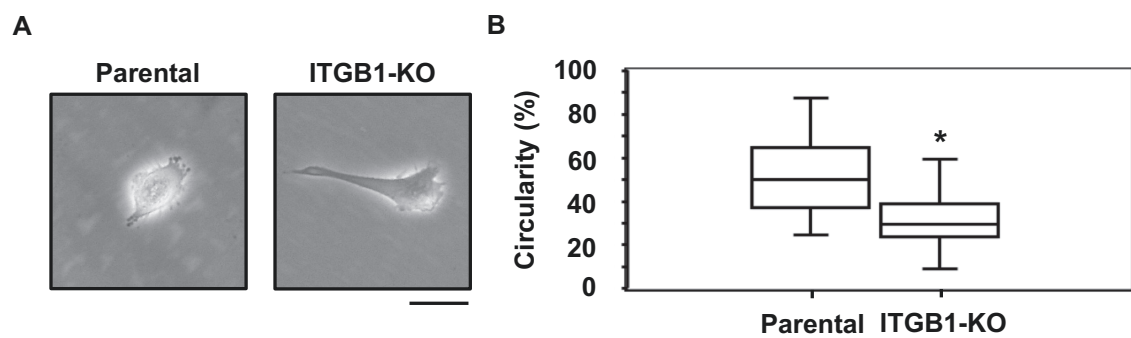 A
Parental ITGB1-KO
B
Circularity (%)
100
80
60
40
20
0
*
Parental ITGB1-KO